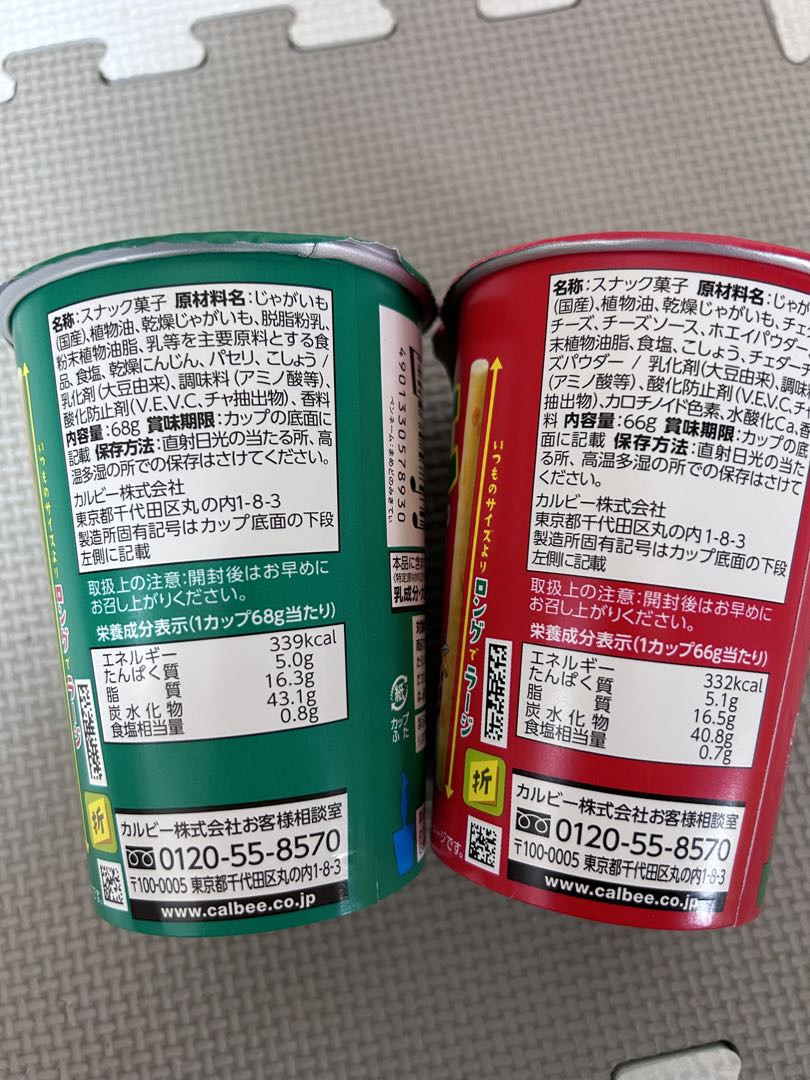 名称:スナック菓子 原材料名:じゃがいも
(国産)、植物油、乾燥じゃがいも、脱脂粉乳、
粉末植物油脂、乳等を主要原料とする食
品、食塩、乾燥にんじん、パセリ、こしょう /
乳化剤(大豆由来)、調味料(アミノ酸等)、
酸化防止剤(V.E、V.C、チャ抽出物)、香料
内容量:68g 賞味期限:カップの底面に
記載 保存方法:直射日光の当たる所、高
温多湿の所での保存はさけてください。
カルビー株式会社
東京都千代田区丸の内1-8-3
製造所固有記号はカップ底面の下段
左側に記載
取扱上の注意:開封後はお早めに
お召し上がりください。
栄養成分表示(1カップ68g当たり)
エネルギー 339kcal
たんぱく質 5.0g
脂質 16.3g
炭水化物 43.1g
食塩相当量 0.8g
折
カルビー株式会社お客様相談室
0120-55-8570
〒100-0005 東京都千代田区丸の内1-8-3
www.calbee.co.jp
いつものサイズより ロングでラージ
4901330578930
本品に含ま
乳成分・
紙
カップ
ふた
名称:スナック菓子 原材料名:じゃが
(国産)、植物油、乾燥じゃがいも、チェ
チーズ、チーズソース、ホエイパウダー
末植物油脂、食塩、こしょう、チェダーチ
ズパウダー / 乳化剤(大豆由来)、調味
(アミノ酸等)、酸化防止剤(V.E、V.C、チ
抽出物)、カロチノイド色素、水酸化Ca、香
料 内容量:66g 賞味期限:カップの底
面に記載 保存方法:直射日光の当た
る所、高温多湿の所での保存はさけて
ください。
カルビー株式会社
東京都千代田区丸の内1-8-3
製造所固有記号はカップ底面の下段
左側に記載
取扱上の注意:開封後はお早めに
お召し上がりください。
栄養成分表示(1カップ66g当たり)
エネルギー 332kcal
たんぱく質 5.1g
脂質 16.5g
炭水化物 40.8g
食塩相当量 0.7g
いつものサイズより ロングでラージ
折
ージです。
カルビー株式会社お客様相談室
0120-55-8570
〒100-0005 東京都千代田区丸の内1-8-3
www.calbee.co.jp